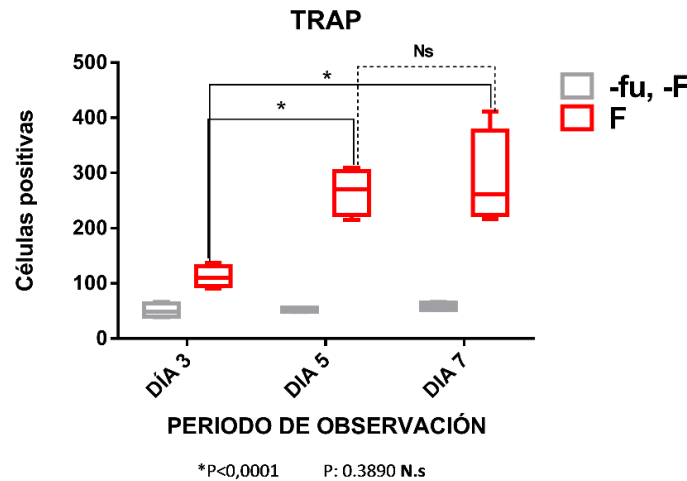 TRAP
Células positivas
500
400
300
200
100
0
*
*
Ns
-fu, -F
F
DÍA 3
DIA 5
DIA 7
PERIODO DE OBSERVACIÓN
*P<0,0001 P: 0.3890 N.s